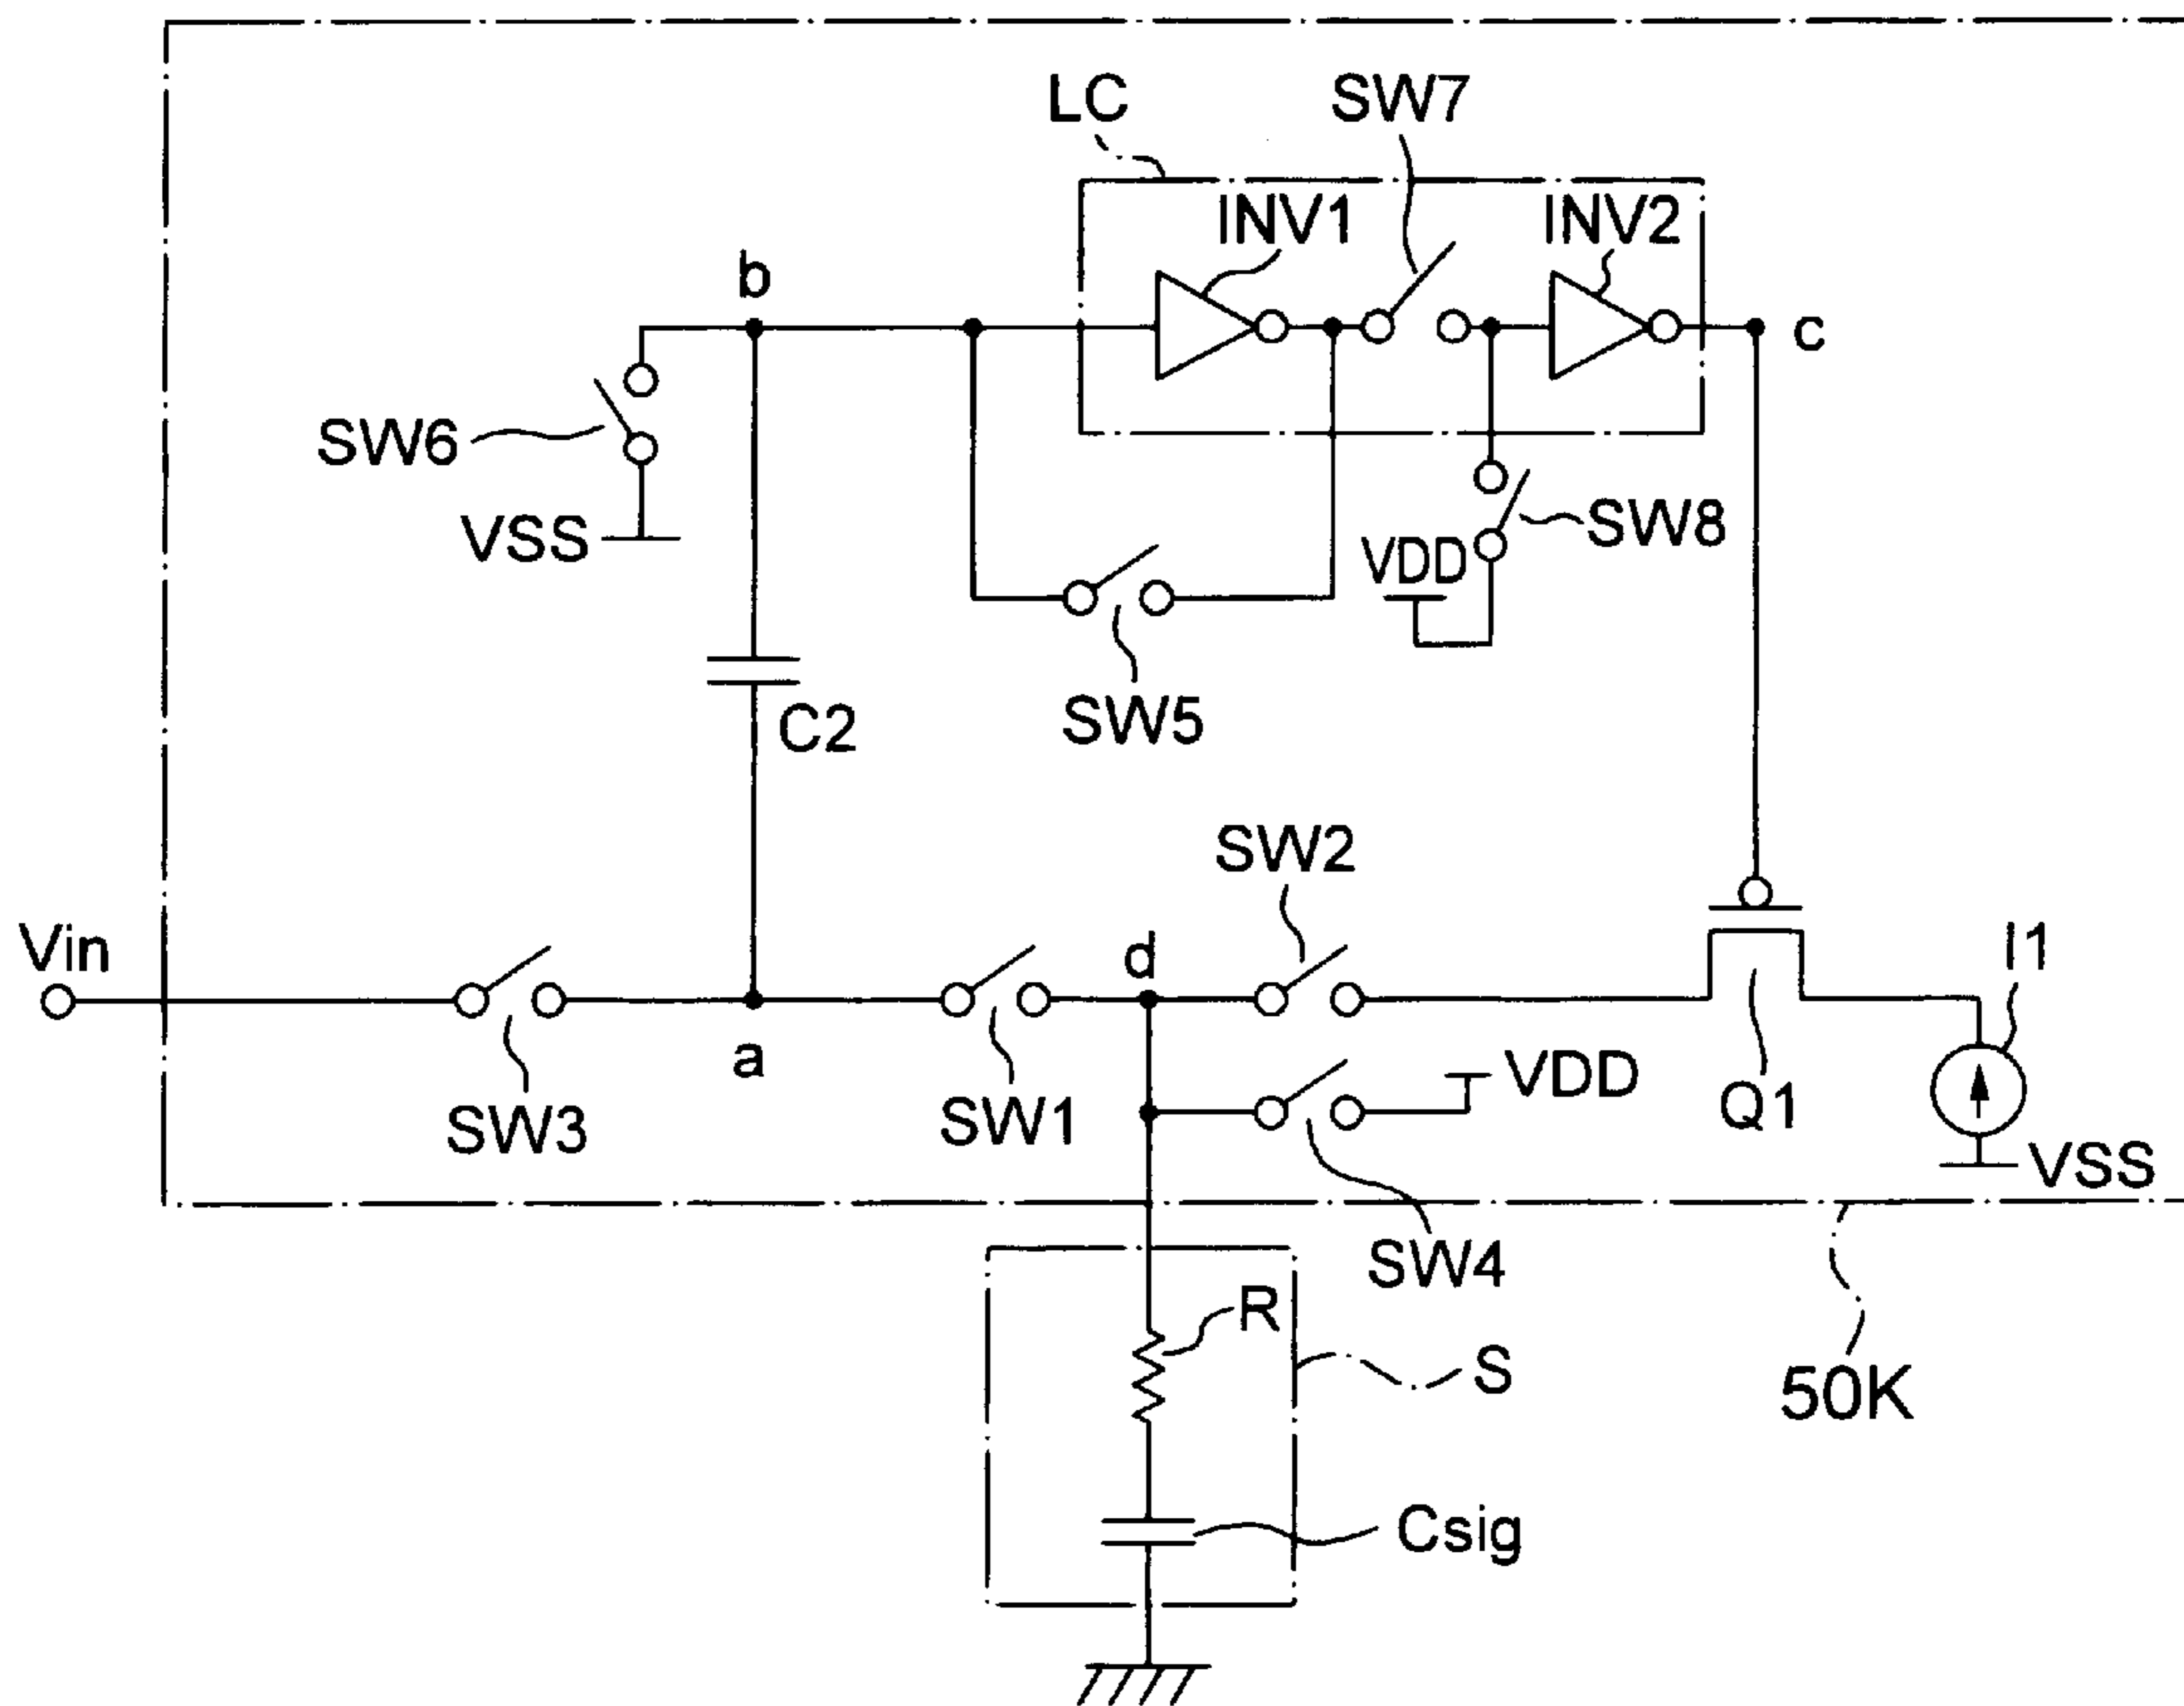 LC
SW7
INV1
INV2
b
c
SW6
VSS
SW8
VDD
SW5
C2
SW2
Vin
d
I1
a
VDD
SW3
SW1
Q1
VSS
SW4
R
S
50K
Csig